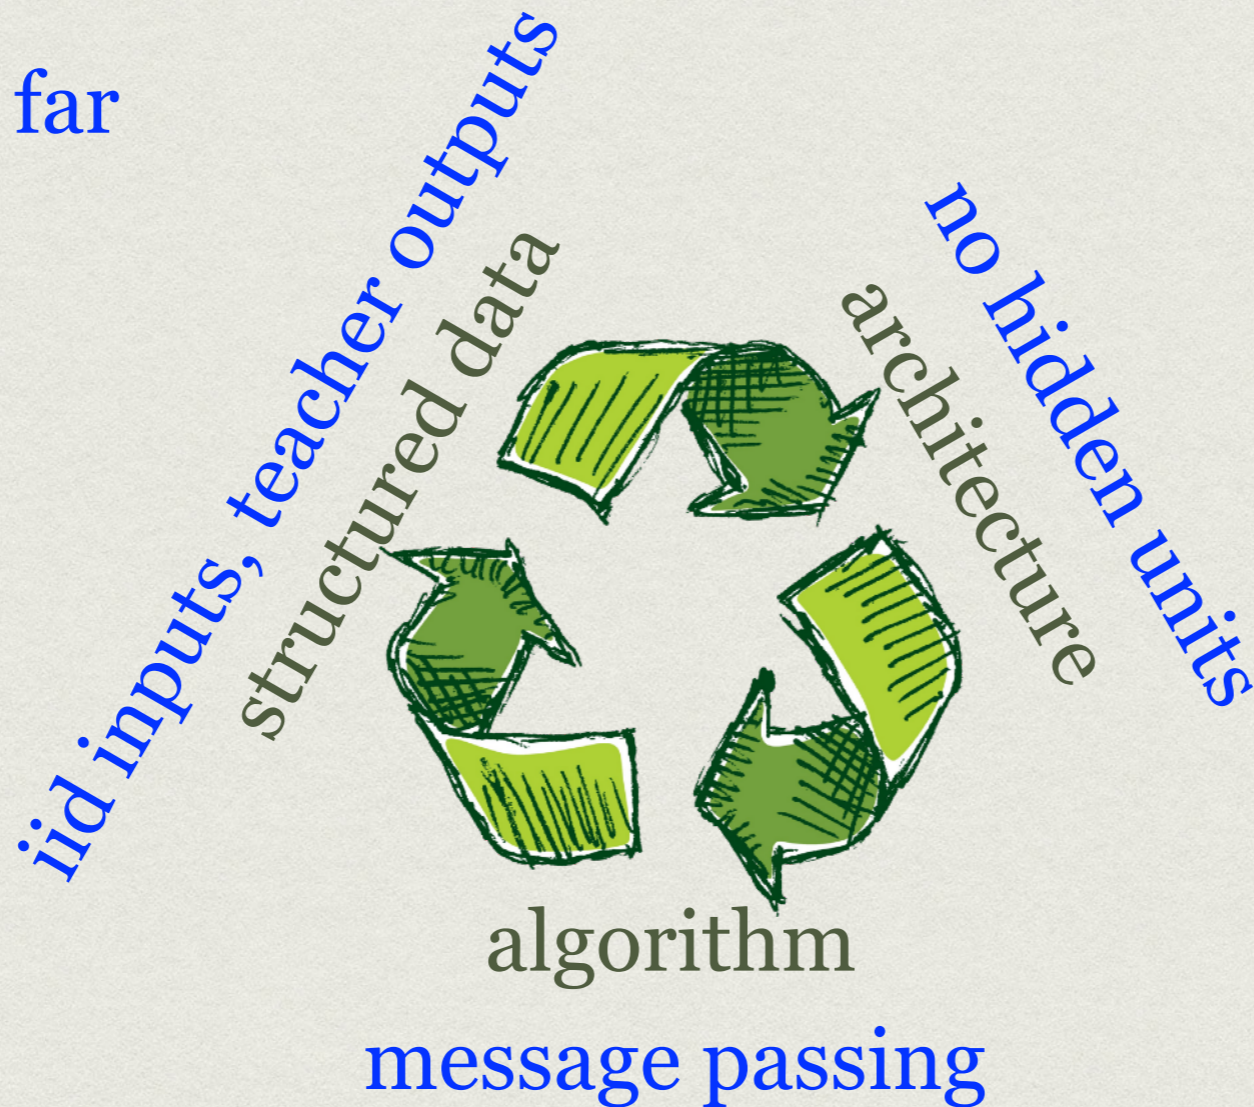 far
iid inputs, teacher outputs
structured data
architecture
no hidden units
algorithm
message passing